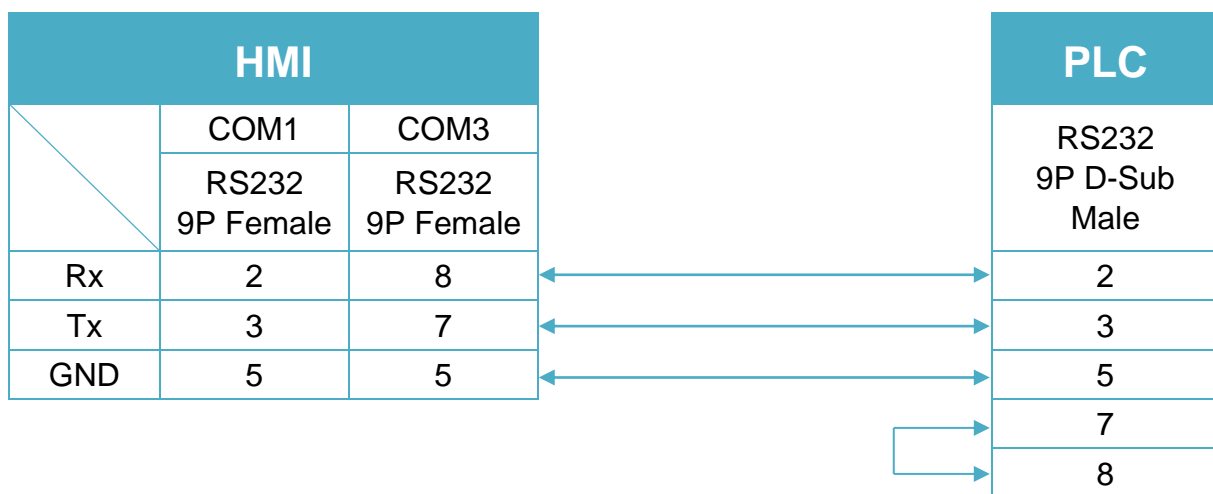 HMI
PLC
COM1
COM3
RS232
9P D-Sub
Male
RS232
9P Female
RS232
9P Female
Rx
2
8
2
Tx
3
7
3
GND
5
5
5
7
8